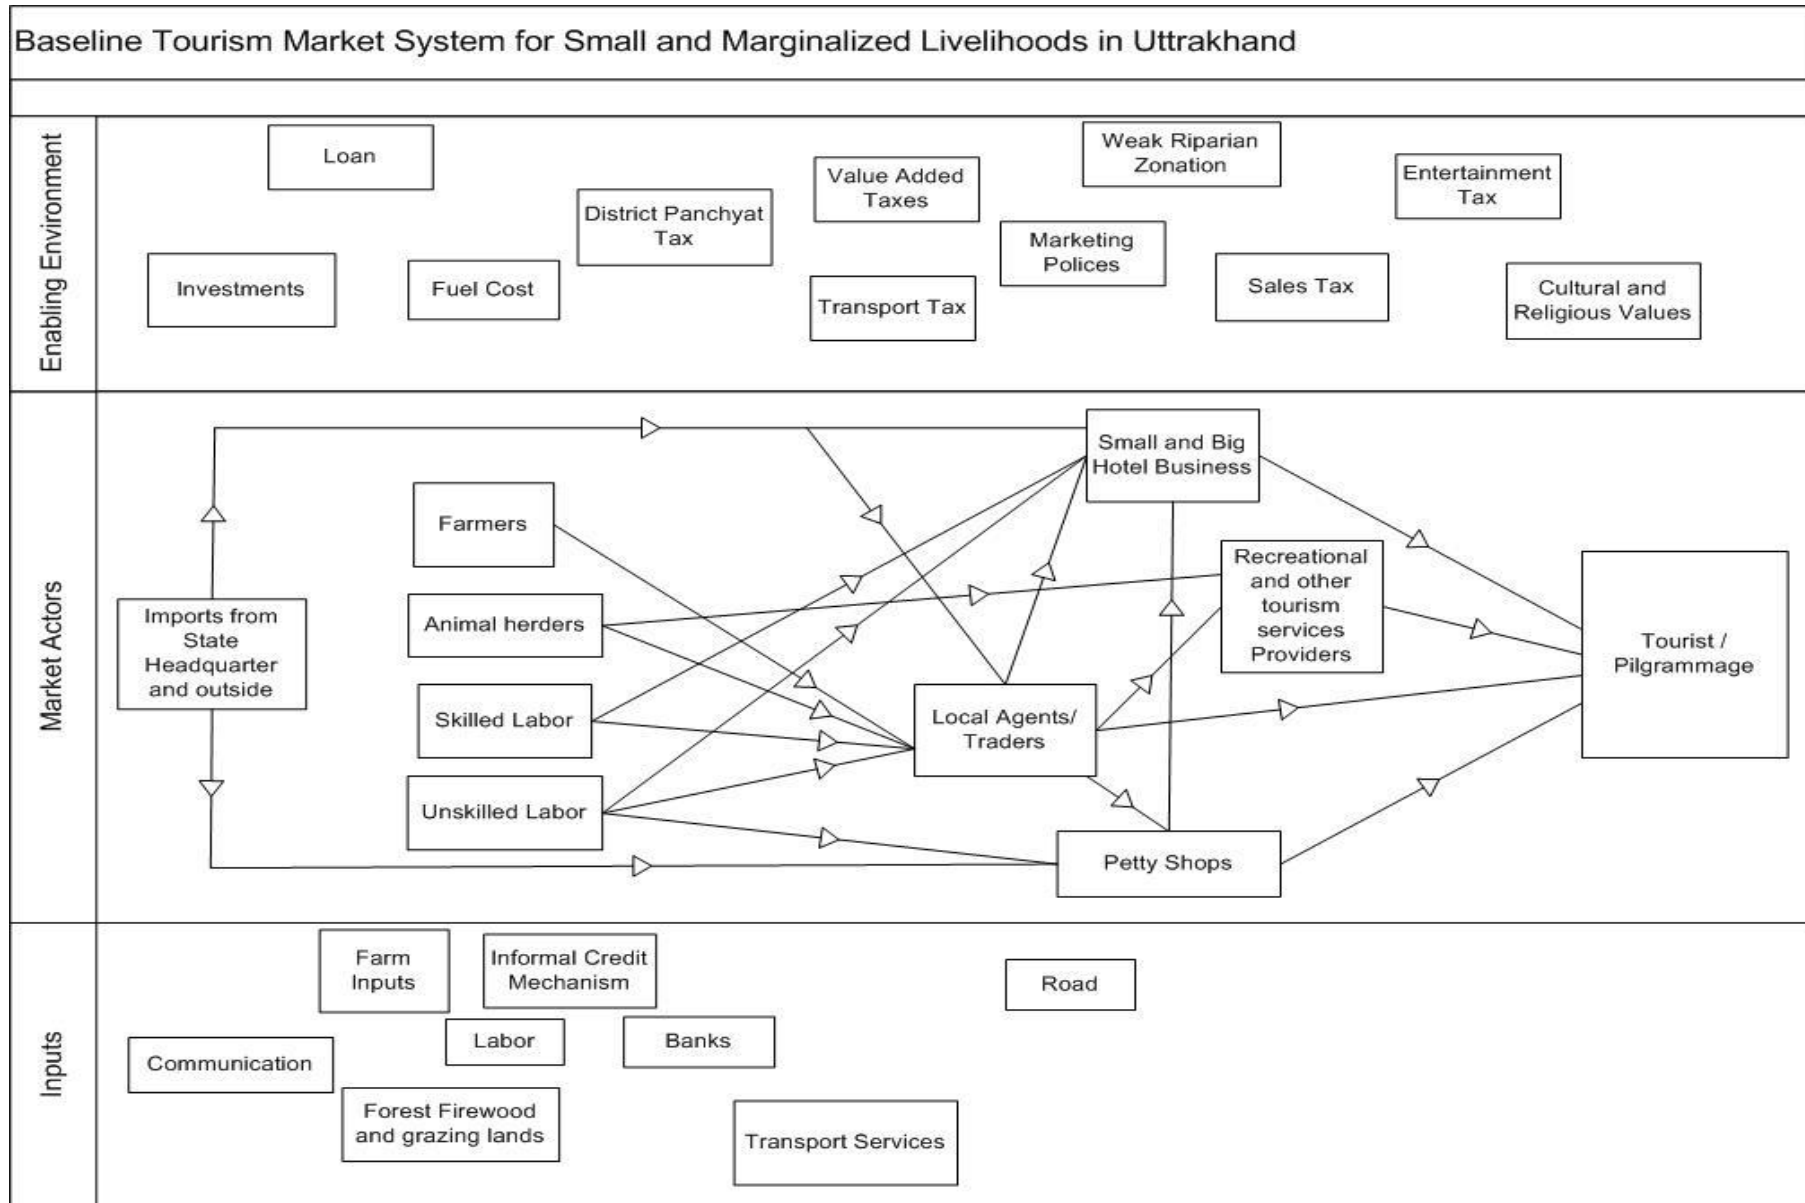 Baseline Tourism Market System for Small and Marginalized Livelihoods in Uttrakhand
Enabling Environment
Loan
Investments
Fuel Cost
District Panchyat
Tax
Value Added
Taxes
Transport Tax
Weak Riparian
Zonation
Marketing
Polices
Sales Tax
Entertainment
Tax
Cultural and
Religious Values
Market Actors
Imports from
State
Headquarter
and outside
Farmers
Animal herders
Skilled Labor
Unskilled Labor
Local Agents/
Traders
Small and Big
Hotel Business
Recreational
and other
tourism
services
Providers
Petty Shops
Tourist /
Pilgrammage
Inputs
Communication
Farm
Inputs
Informal Credit
Mechanism
Labor
Banks
Forest Firewood
and grazing lands
Transport Services
Road